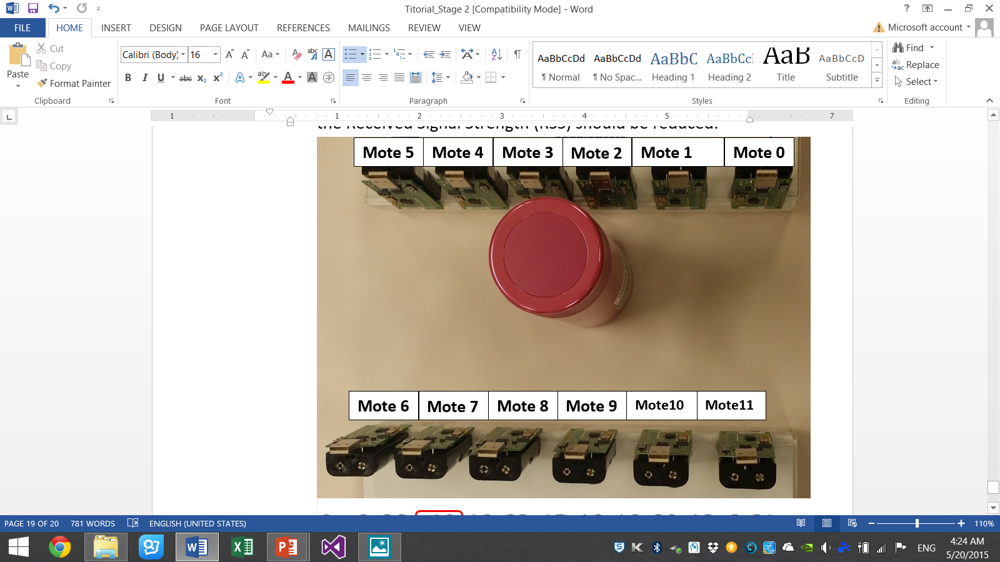 Titorial_Stage 2 [Compatibility Mode] - Word
FILE HOME INSERT DESIGN PAGE LAYOUT REFERENCES MAILINGS REVIEW VIEW Microsoft account
Paste
Cut
Copy
Format Painter
Calibri (Body) 16
AaBbCcDd AaBbCcDd AaBbC AaBbCc AaB AaBbCcD
¶ Normal ¶ No Spac... Heading 1 Heading 2 Title Subtitle
Find
Replace
Select
Clipboard Font Paragraph Styles Editing
1 1 2 3 4 5 7
the Received Signal Strength (RSS) should be reduced.
Mote 5 Mote 4 Mote 3 Mote 2 Mote 1 Mote 0
Mote 6 Mote 7 Mote 8 Mote 9 Mote10 Mote11
PAGE 19 OF 20 781 WORDS ENGLISH (UNITED STATES) 110%
ENG
4:24 AM
5/20/2015